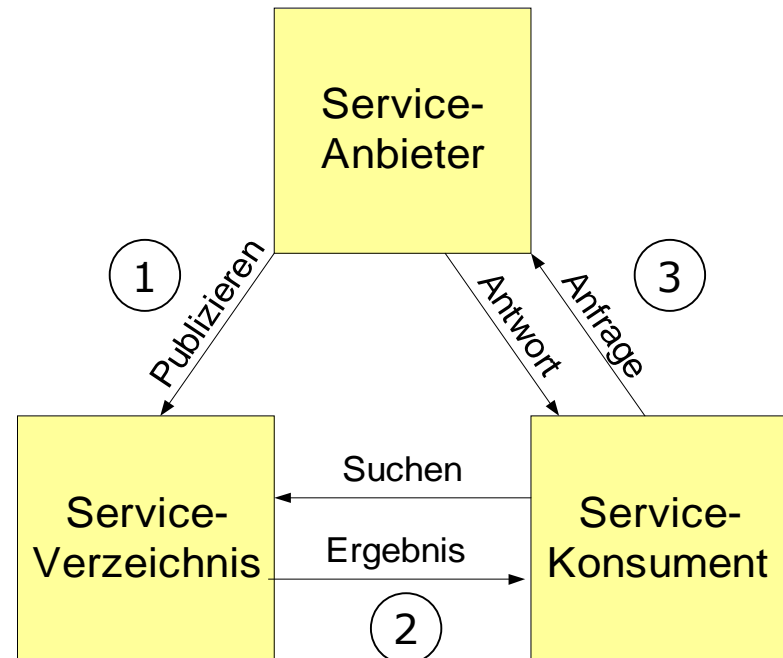 Service-
Anbieter
1
Publizieren
Antwort
Anfrage
3
Suchen
Service-
Verzeichnis
Ergebnis
Service-
Konsument
2